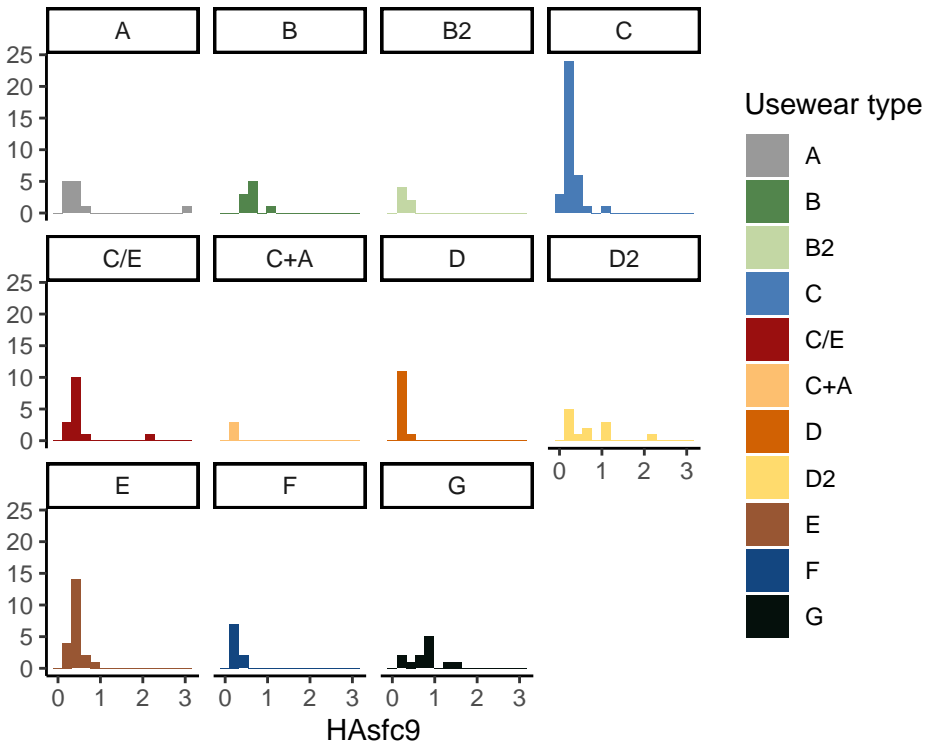 A B B2 C
25
20
15
10
5
0
Usewear type
A
B
B2
C
C/E
C+A
D
D2
E
F
G
C/E C+A D D2
25
20
15
10
5
0
0 1 2 3
E F G
25
20
15
10
5
0
0 1 2 3 0 1 2 3 0 1 2 3
HAsfc9